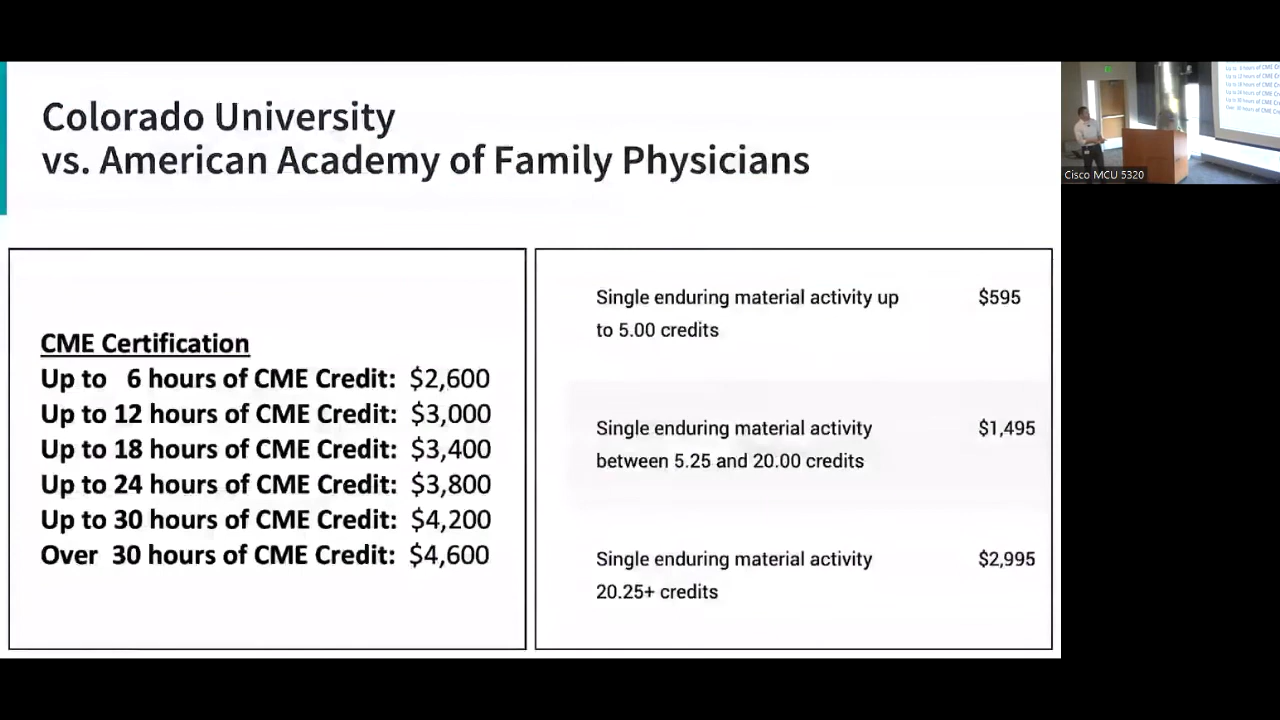 Colorado University
vs. American Academy of Family Physicians
CME Certification
Up to 6 hours of CME Credit: $2,600
Up to 12 hours of CME Credit: $3,000
Up to 18 hours of CME Credit: $3,400
Up to 24 hours of CME Credit: $3,800
Up to 30 hours of CME Credit: $4,200
Over 30 hours of CME Credit: $4,600
Single enduring material activity up $595
to 5.00 credits
Single enduring material activity $1,495
between 5.25 and 20.00 credits
Single enduring material activity $2,995
20.25+ credits
Cisco MCU 5320